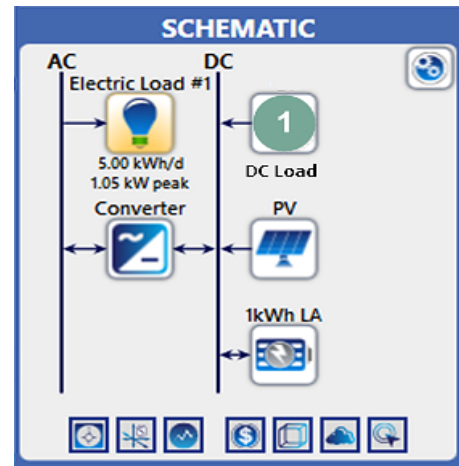 SCHEMATIC
AC DC
Electric Load #1
1
5.00 kWh/d
1.05 kW peak
DC Load
Converter
PV
1kWh LA